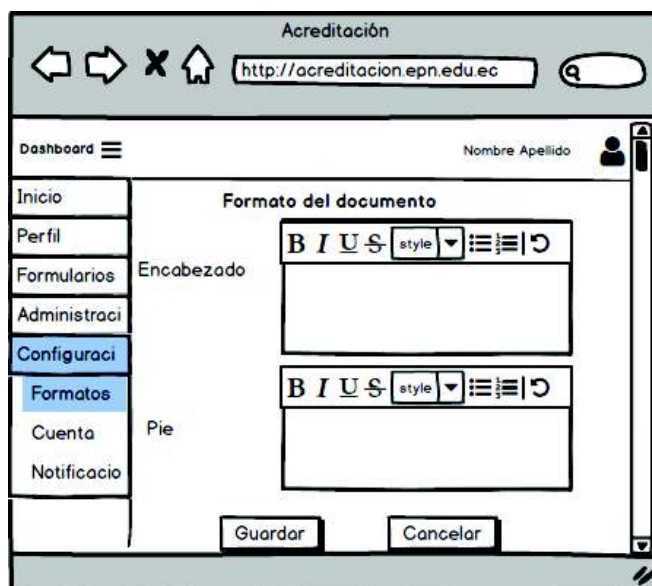 Acreditación
http://acreditacion.epn.edu.ec
Dashboard
Nombre Apellido
Inicio
Perfil
Formularios
Administraci
Configuraci
Formatos
Cuenta
Notificacio
Formato del documento
Encabezado
B I U S style
Pie
B I U S style
Guardar
Cancelar